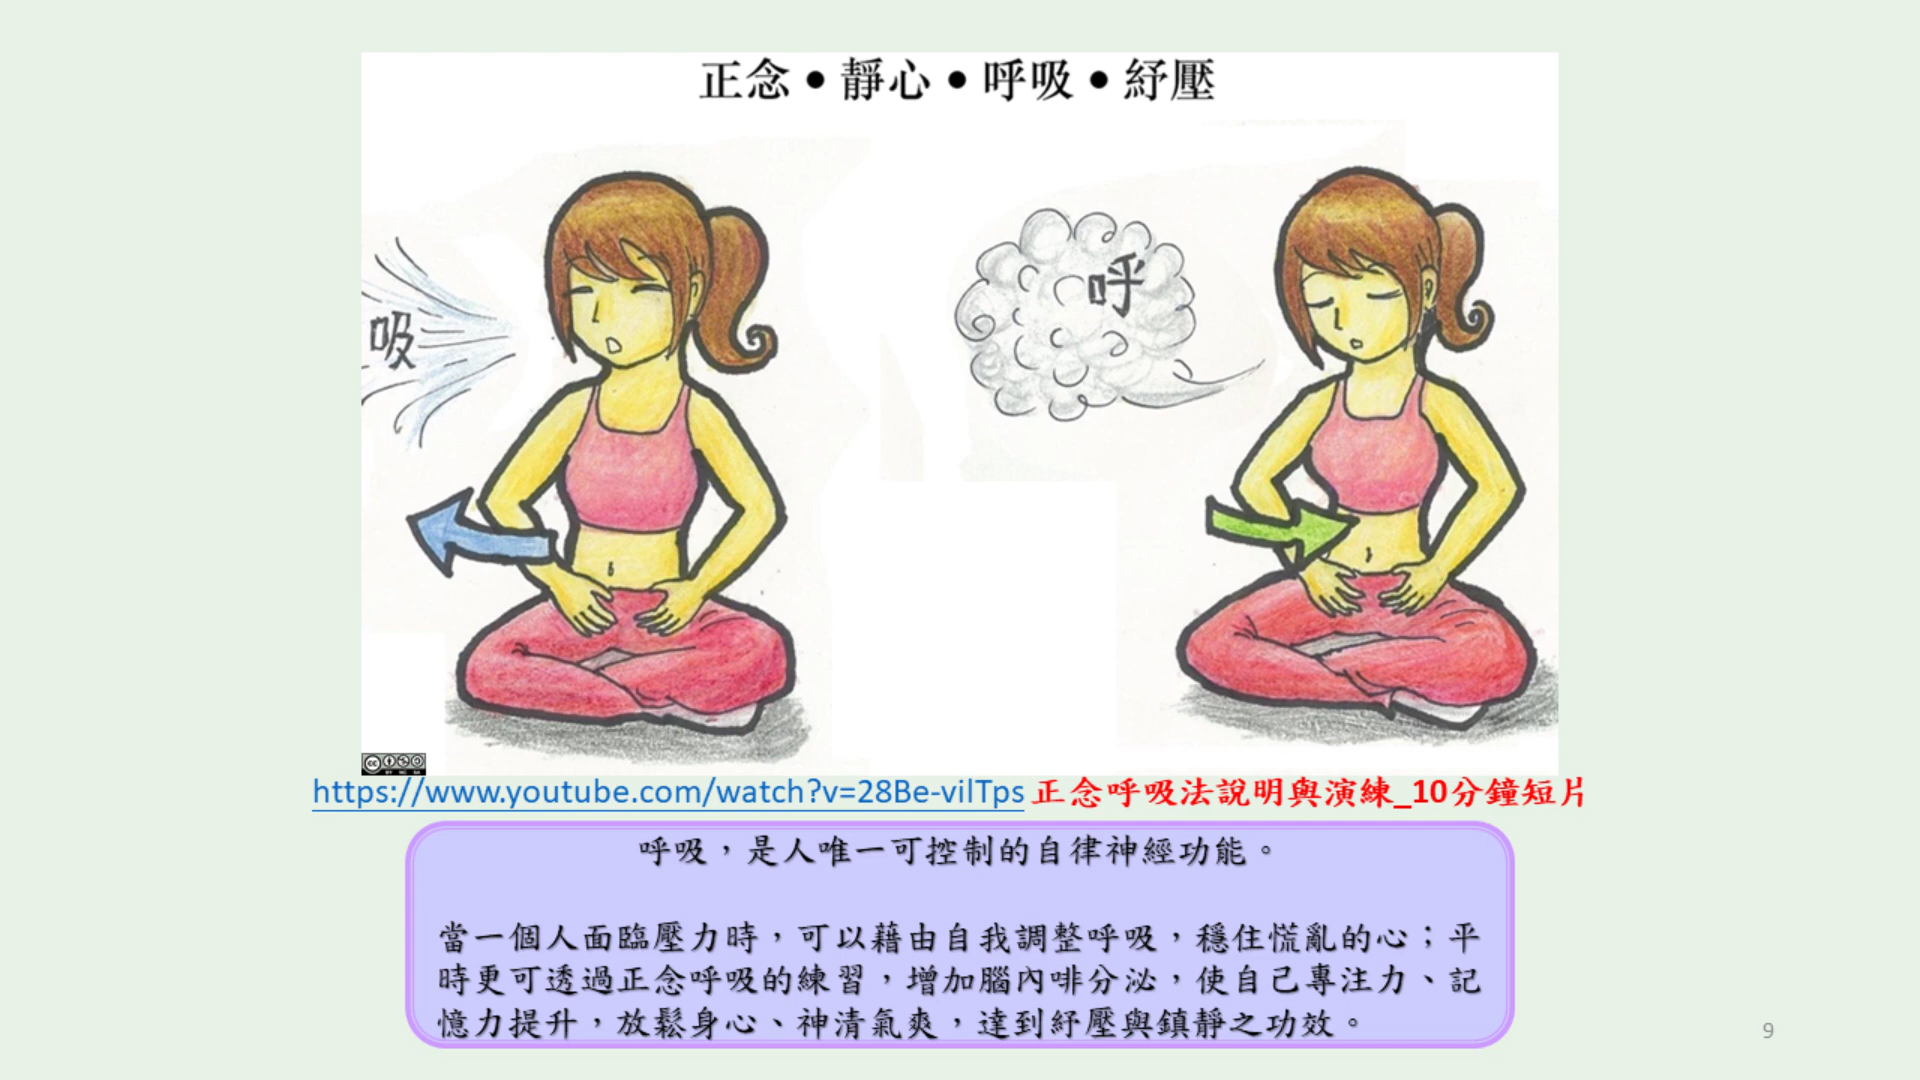 正念•靜心•呼吸•紓壓
吸
呼
https://www.youtube.com/watch?v=28Be-vilTps 正念呼吸法說明與演練_10分鐘短片
呼吸，是人唯一可控制的自律神經功能。
當一個人面臨壓力時，可以藉由自我調整呼吸，穩住慌亂的心；平
時更可透過正念呼吸的練習，增加腦內啡分泌，使自己專注力、記
憶力提升，放鬆身心、神清氣爽，達到紓壓與鎮靜之功效。
9